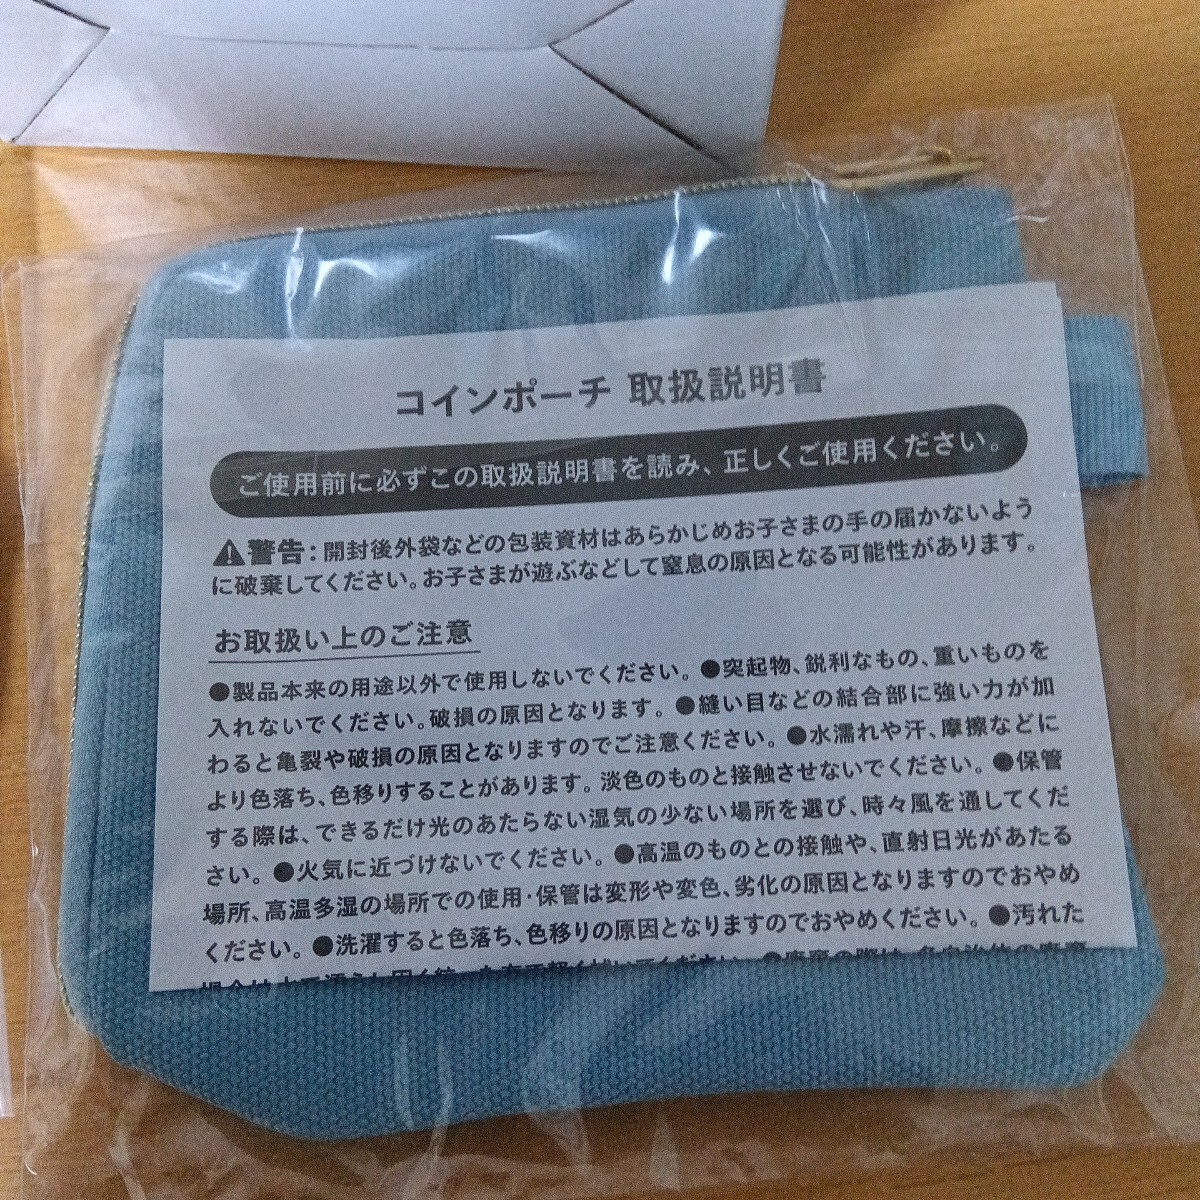 コインポーチ 取扱説明書
ご使用前に必ずこの取扱説明書を読み、正しくご使用ください。
⚠警告：開封後外袋などの包装資材はあらかじめお子さまの手の届かないよう
に破棄してください。お子さまが遊ぶなどして窒息の原因となる可能性があります。
お取扱い上のご注意
●製品本来の用途以外で使用しないでください。●突起物、鋭利なもの、重いものを
入れないでください。破損の原因となります。●縫い目などの結合部に強い力が加
わると亀裂や破損の原因となりますのでご注意ください。●水濡れや汗、摩擦などに
より色落ち、色移りすることがあります。淡色のものと接触させないでください。●保管
する際は、できるだけ光のあたらない湿気の少ない場所を選び、時々風を通してくだ
さい。●火気に近づけないでください。●高温のものとの接触や、直射日光があたる
場所、高温多湿の場所での使用・保管は変形や変色、劣化の原因となりますのでおやめ
ください。●洗濯すると色落ち、色移りの原因となりますのでおやめください。●汚れた